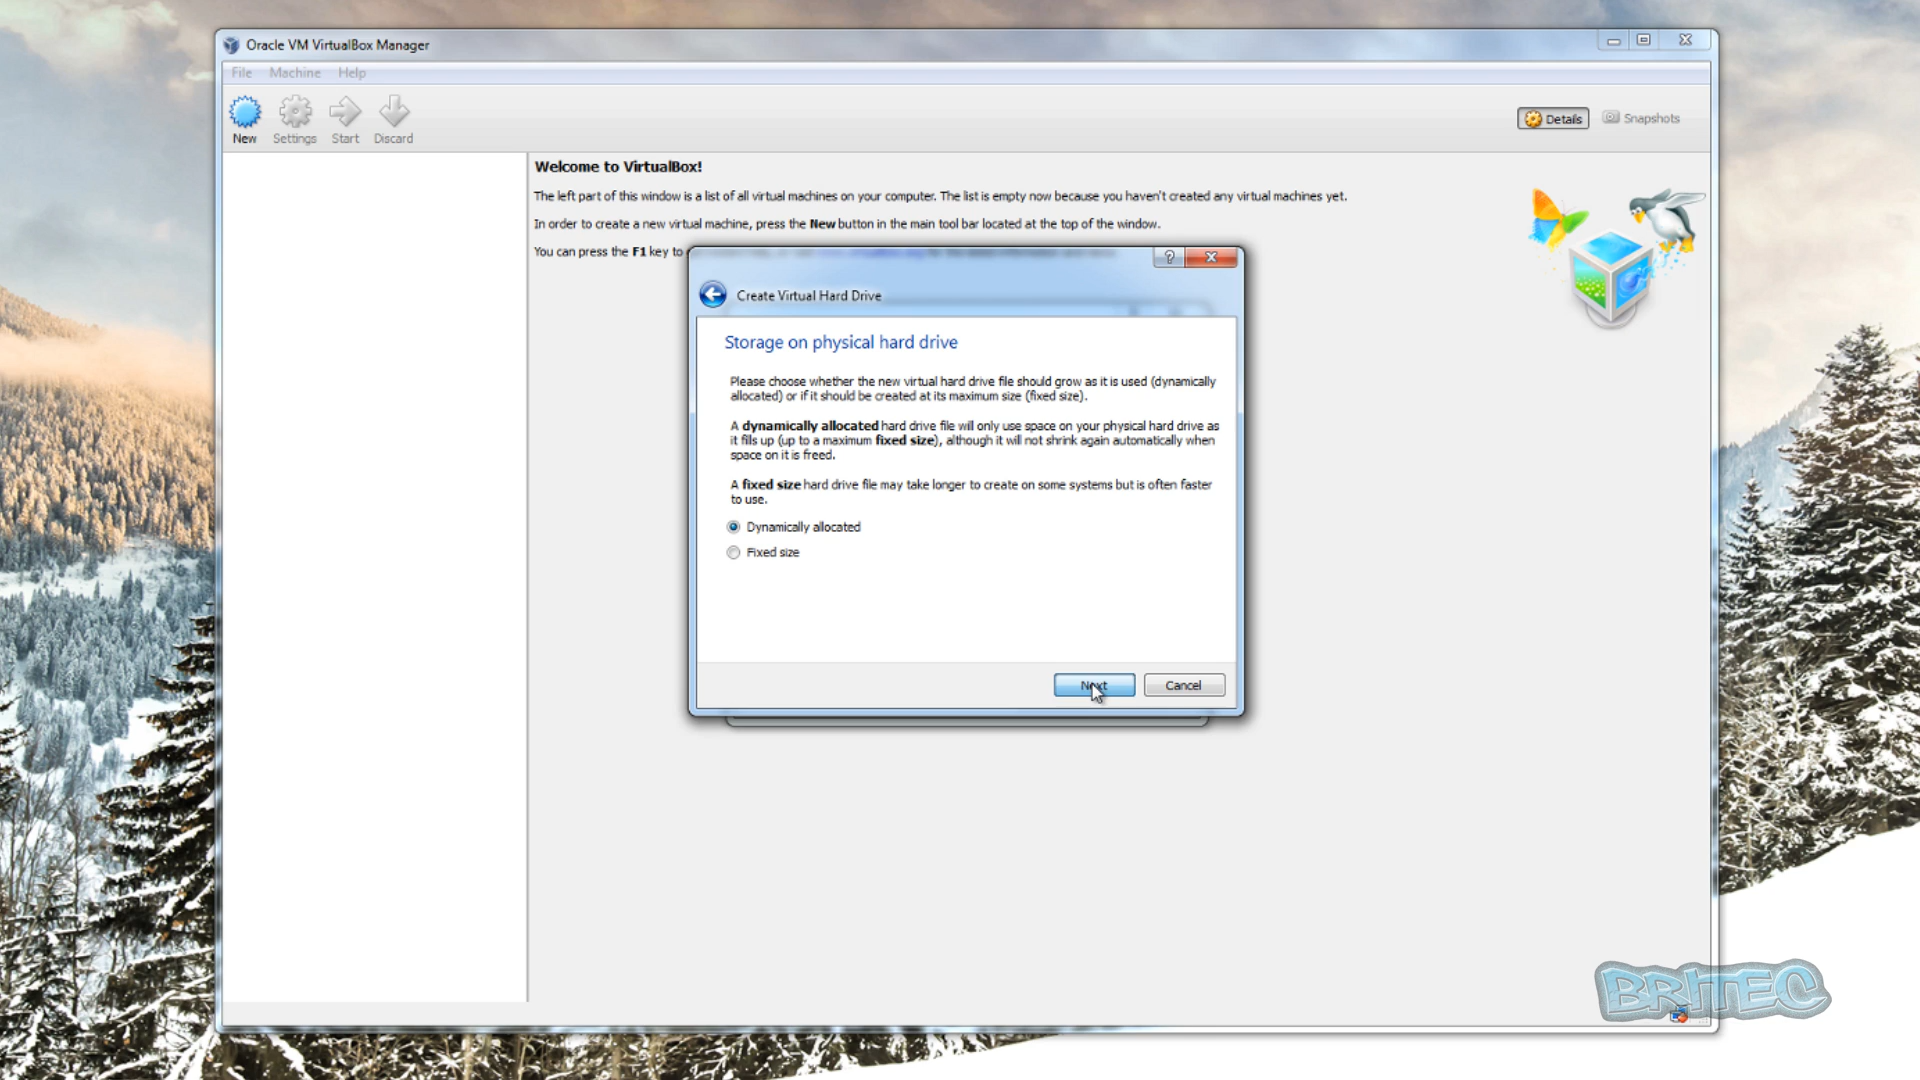 Oracle VM VirtualBox Manager
File Machine Help
New Settings Start Discard
Details Snapshots
Welcome to VirtualBox!
The left part of this window is a list of all virtual machines on your computer. The list is empty now because you haven't created any virtual machines yet.
In order to create a new virtual machine, press the New button in the main tool bar located at the top of the window.
You can press the F1 key to
?
Create Virtual Hard Drive
Storage on physical hard drive
Please choose whether the new virtual hard drive file should grow as it is used (dynamically
allocated) or if it should be created at its maximum size (fixed size).
A dynamically allocated hard drive file will only use space on your physical hard drive as
it fills up (up to a maximum fixed size), although it will not shrink again automatically when
space on it is freed.
A fixed size hard drive file may take longer to create on some systems but is often faster
to use.
Dynamically allocated
Fixed size
Next Cancel
BRITEC